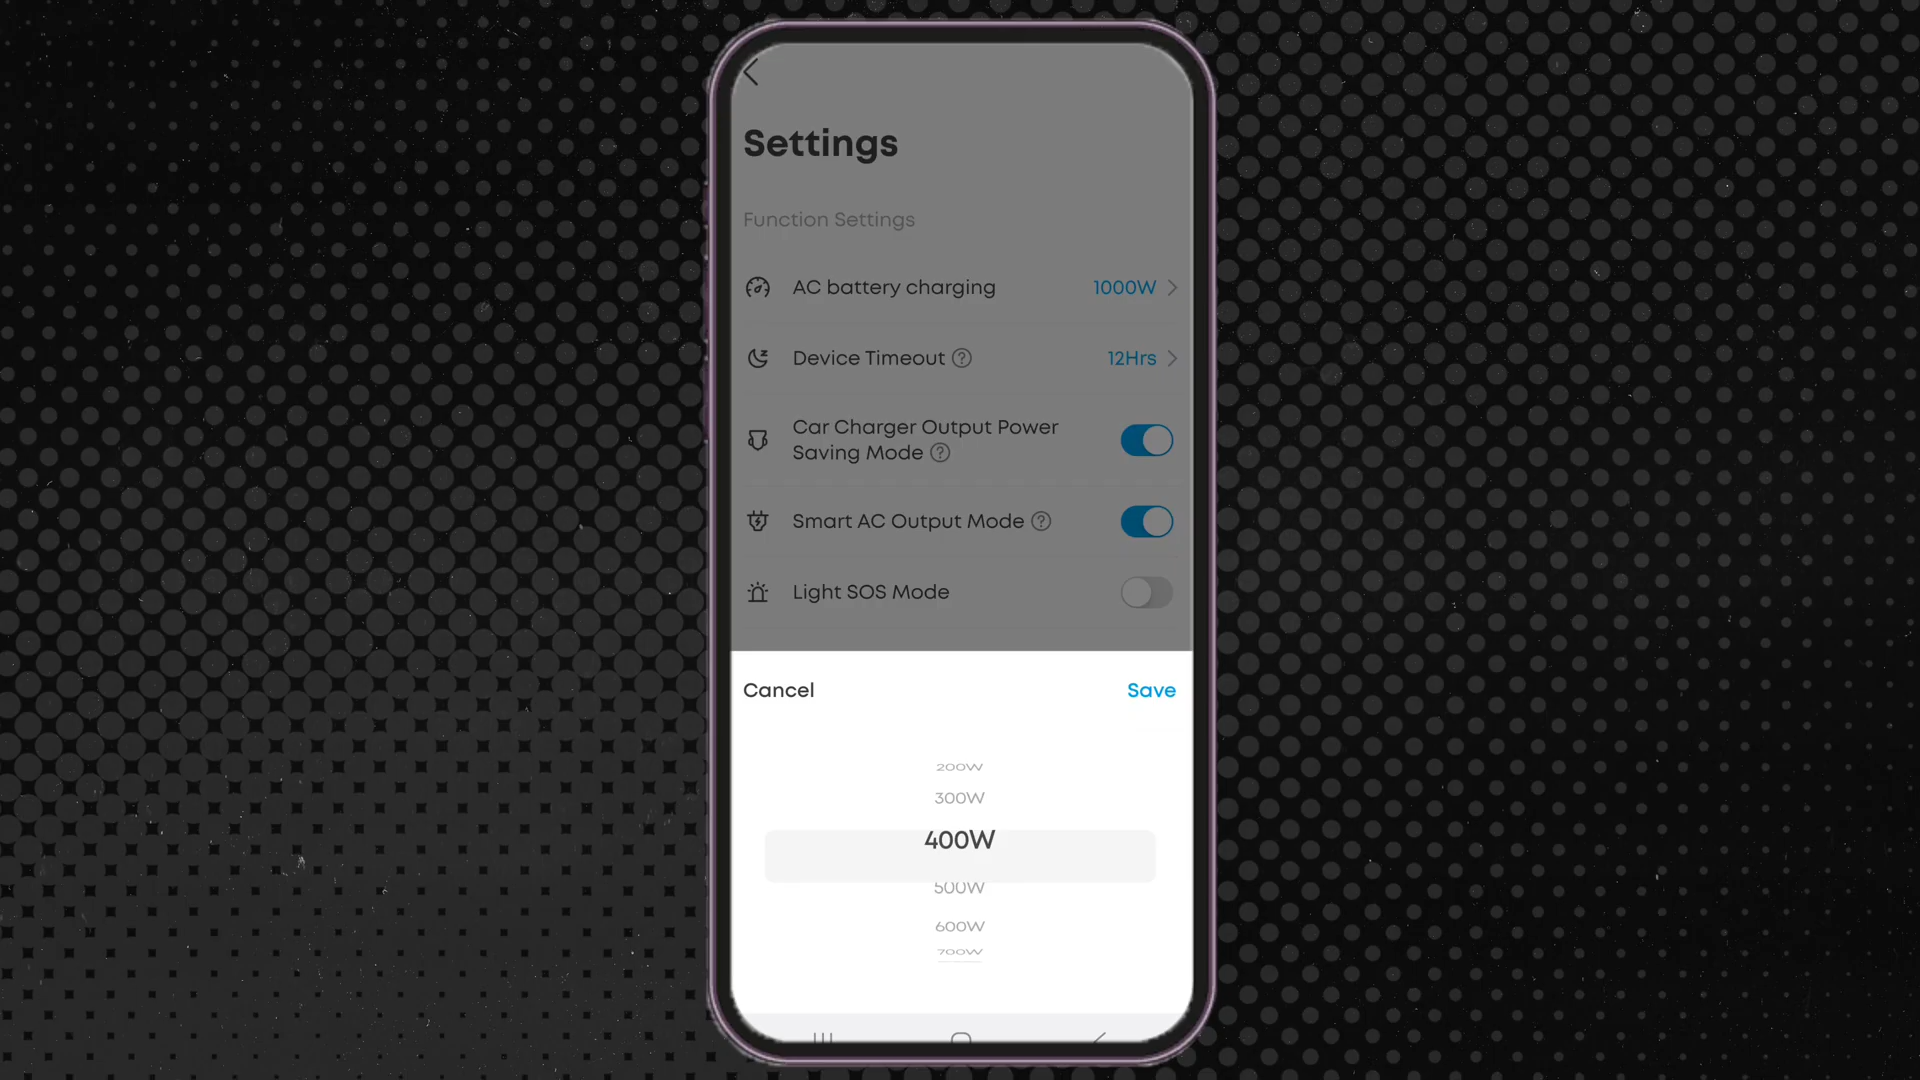 Settings
Function Settings
AC battery charging 1000W
Device Timeout 12Hrs
Car Charger Output Power
Saving Mode
Smart AC Output Mode
Light SOS Mode
Cancel Save
200W
300W
400W
500W
600W
700W